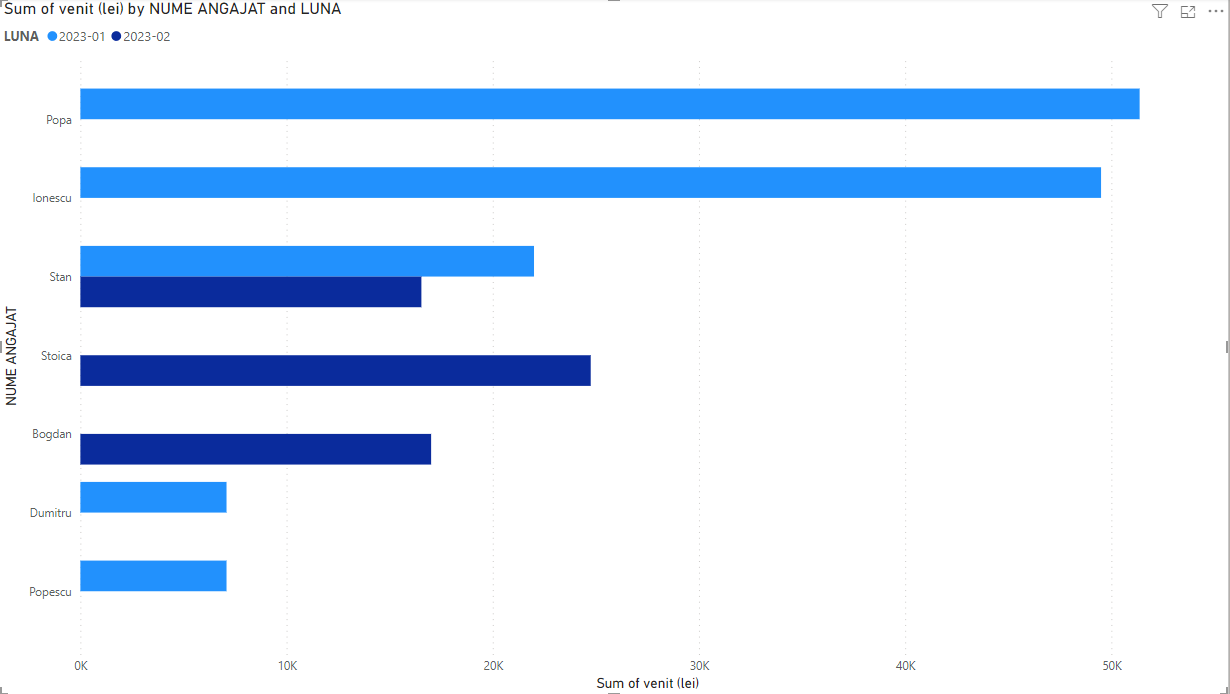 Sum of venit (lei) by NUME ANGAJAT and LUNA
LUNA 2023-01 2023-02
NUME ANGAJAT
Popa
Ionescu
Stan
Stoica
Bogdan
Dumitru
Popescu
0K 10K 20K 30K 40K 50K
Sum of venit (lei)